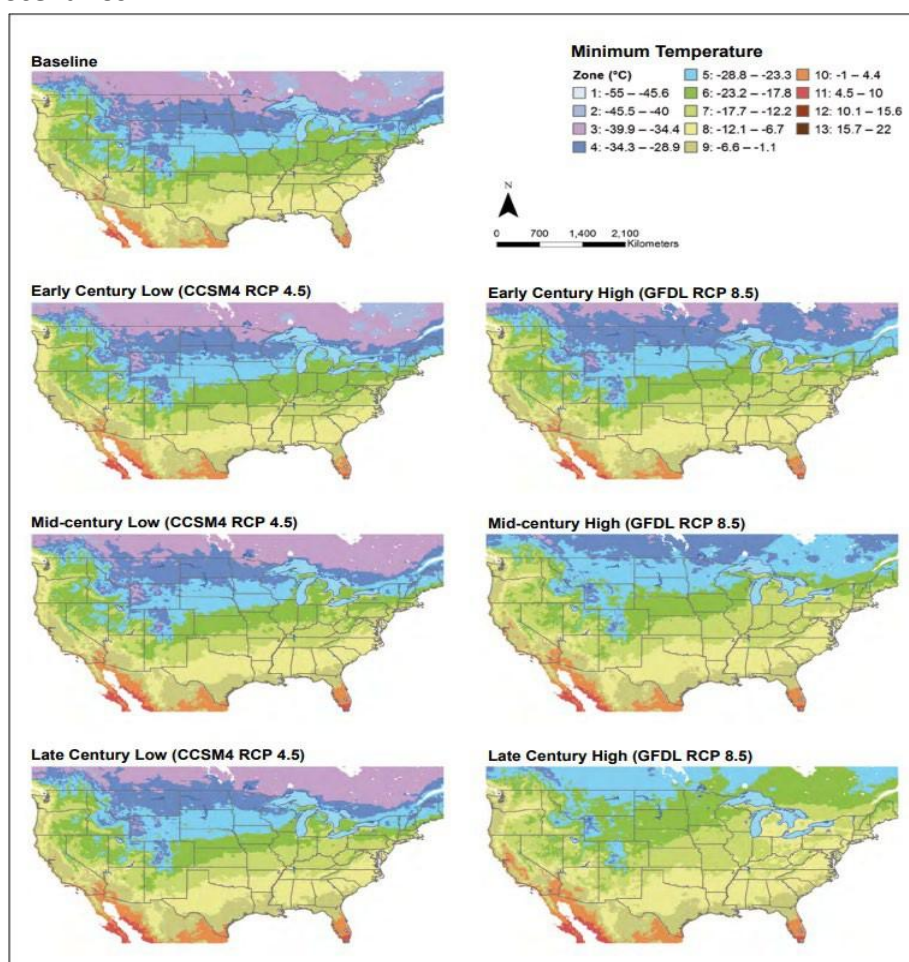 Baseline
Minimum Temperature
Zone (°C)
1: -55 – -45.6
2: -45.5 – -40
3: -39.9 – -34.4
4: -34.3 – -28.9
5: -28.8 – -23.3
6: -23.2 – -17.8
7: -17.7 – -12.2
8: -12.1 – -6.7
9: -6.6 – -1.1
10: -1 – 4.4
11: 4.5 – 10
12: 10.1 – 15.6
13: 15.7 – 22
N
0 700 1,400 2,100
Kilometers
Early Century Low (CCSM4 RCP 4.5)
Early Century High (GFDL RCP 8.5)
Mid-century Low (CCSM4 RCP 4.5)
Mid-century High (GFDL RCP 8.5)
Late Century Low (CCSM4 RCP 4.5)
Late Century High (GFDL RCP 8.5)